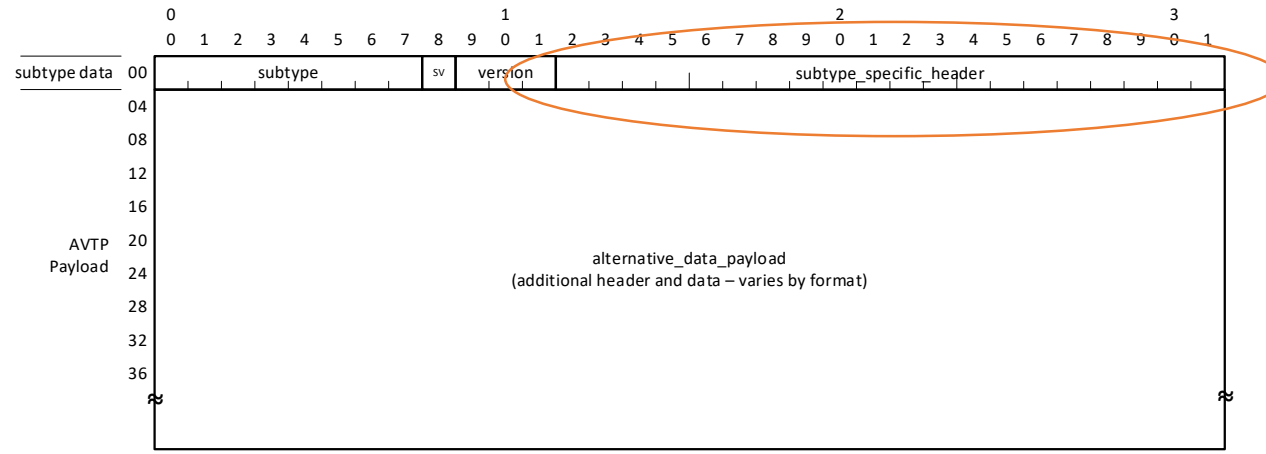 0 1 2 3
0 1 2 3 4 5 6 7 8 9 0 1 2 3 4 5 6 7 8 9 0 1 2 3 4 5 6 7 8 9 0 1
subtype data 00 subtype sv version subtype_specific_header
04
08
12
16
AVTP 20
Payload 24
alternative_data_payload
(additional header and data – varies by format)
28
32
36